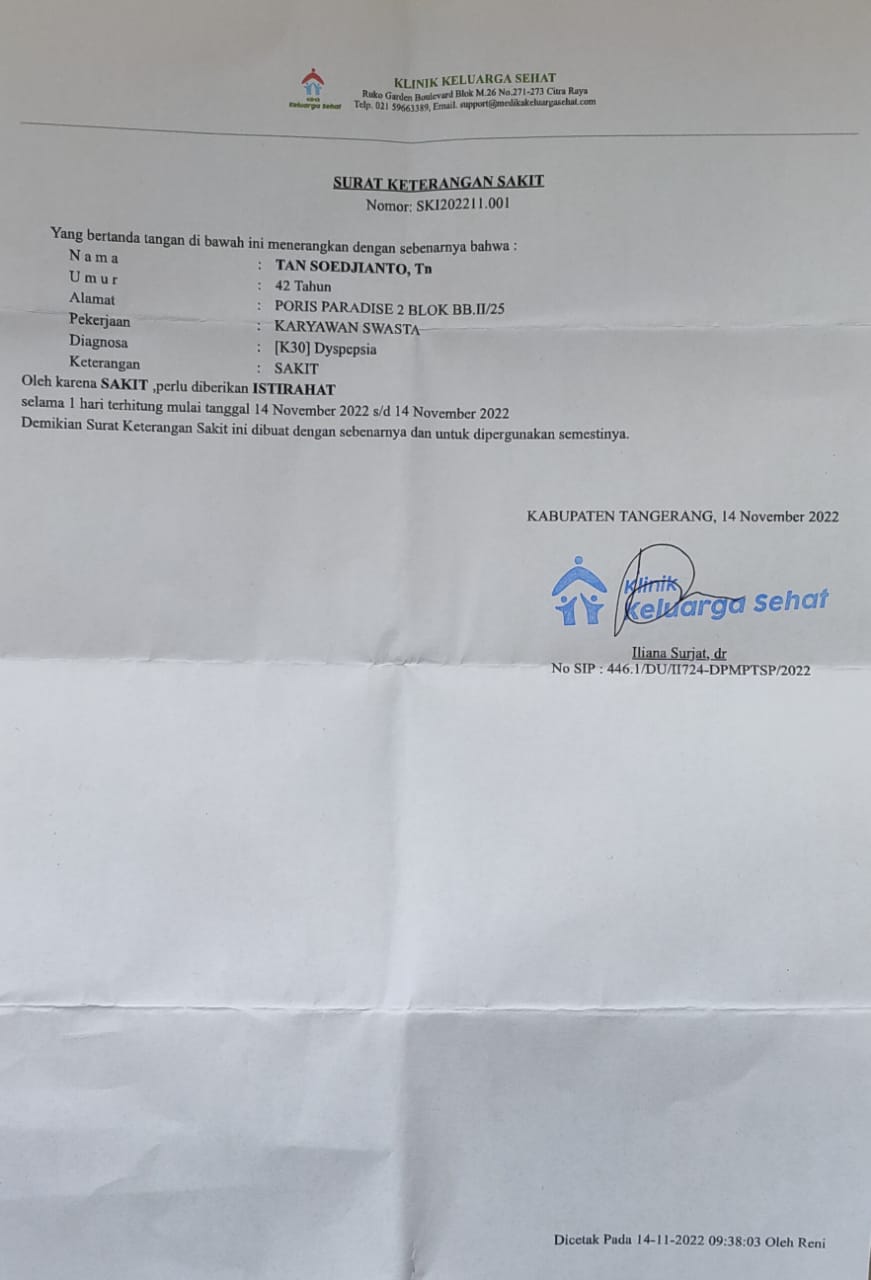 KLINIK KELUARGA SEHAT
Ruko Garden Boulevard Blok M.26 No.271-273 Citra Raya
Telp. 021 59663389, Email. support@medikakeluargasehat.com
Klinik
Keluarga Sehat
SURAT KETERANGAN SAKIT
Nomor: SKI202211.001
Yang bertanda tangan di bawah ini menerangkan dengan sebenarnya bahwa :
N a m a : TAN SOEDJIANTO, Tn
U m u r : 42 Tahun
Alamat : PORIS PARADISE 2 BLOK BB.II/25
Pekerjaan : KARYAWAN SWASTA
Diagnosa : [K30] Dyspepsia
Keterangan : SAKIT
Oleh karena SAKIT ,perlu diberikan ISTIRAHAT
selama 1 hari terhitung mulai tanggal 14 November 2022 s/d 14 November 2022
Demikian Surat Keterangan Sakit ini dibuat dengan sebenarnya dan untuk dipergunakan semestinya.
KABUPATEN TANGERANG, 14 November 2022
Klinik
Keluarga Sehat
Iliana Surjat, dr
No SIP : 446.1/DU/II724-DPMPTSP/2022
Dicetak Pada 14-11-2022 09:38:03 Oleh Reni